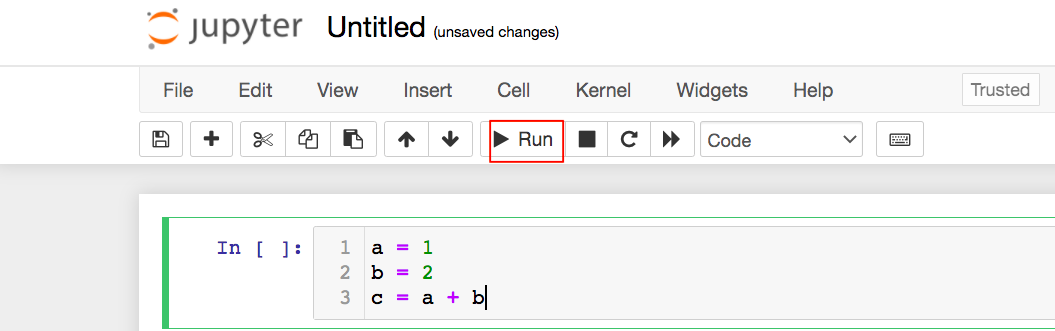 jupyter Untitled (unsaved changes)
File Edit View Insert Cell Kernel Widgets Help Trusted
Run Code
In [ ]: 1 a = 1
2 b = 2
3 c = a + b